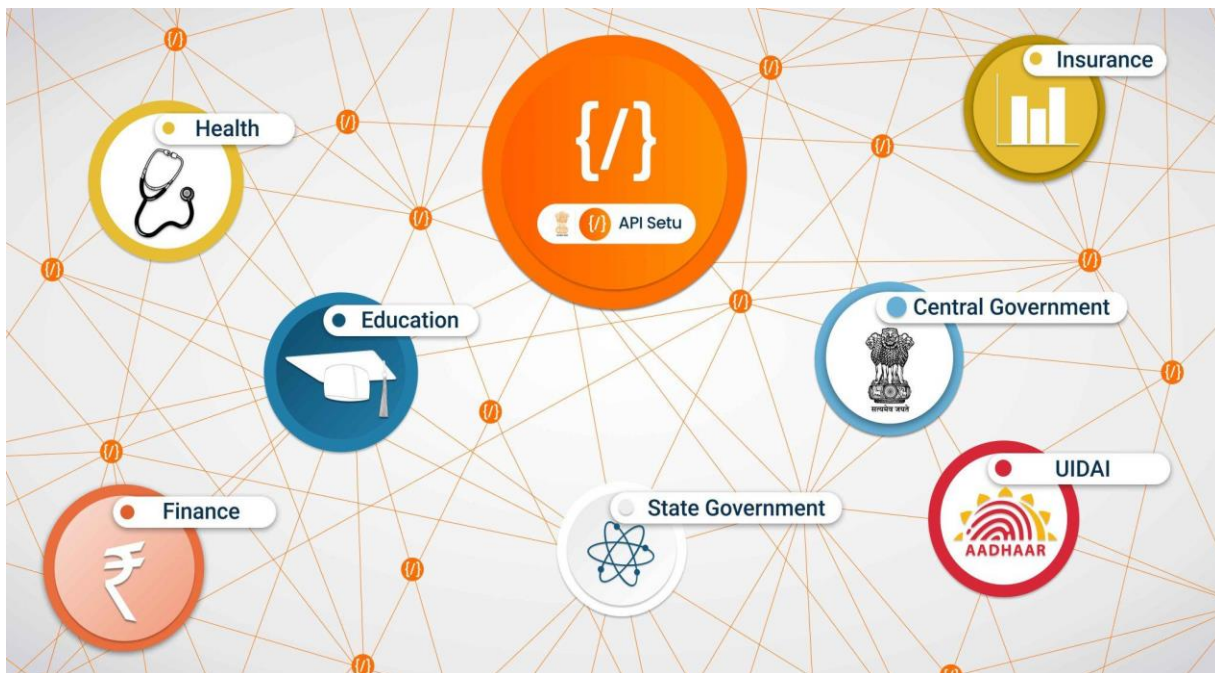 {/}
Insurance
Health
{/}
API Setu
Education
Central Government
सत्यमेव जयते
UIDAI
AADHAAR
Finance
₹
State Government